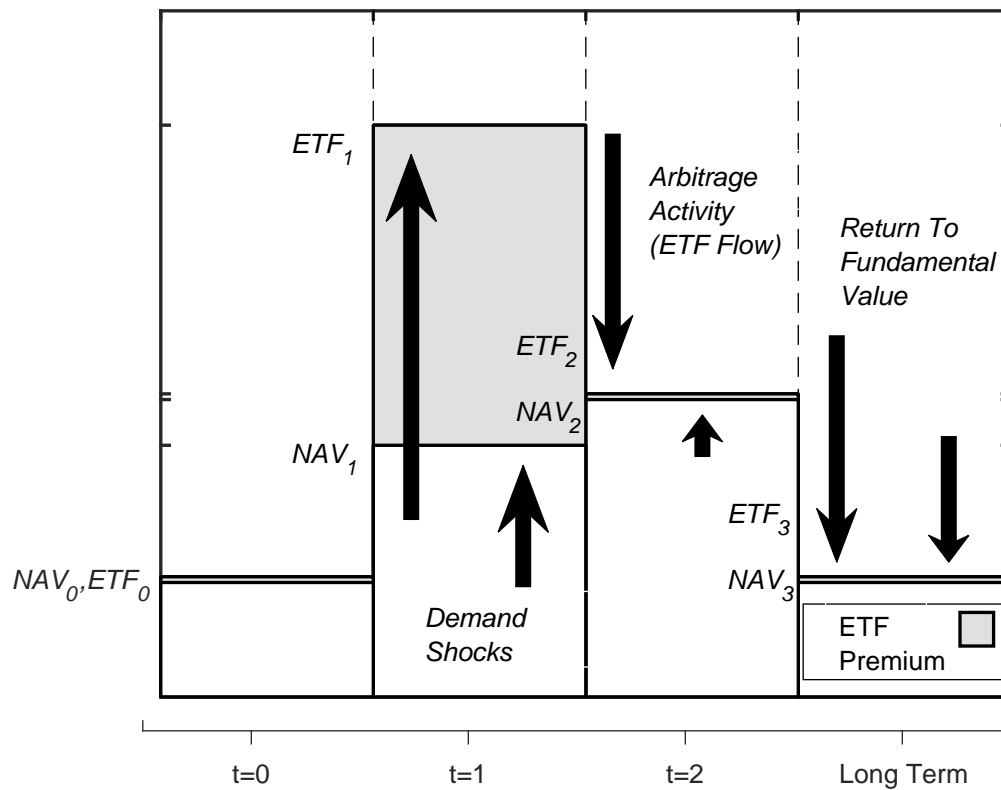 ETF1
Arbitrage
Activity
(ETF Flow)
Return To
Fundamental
Value
ETF2
NAV2
NAV1
ETF3
NAV0,ETF0
NAV3
Demand
Shocks
ETF
Premium
t=0
t=1
t=2
Long Term